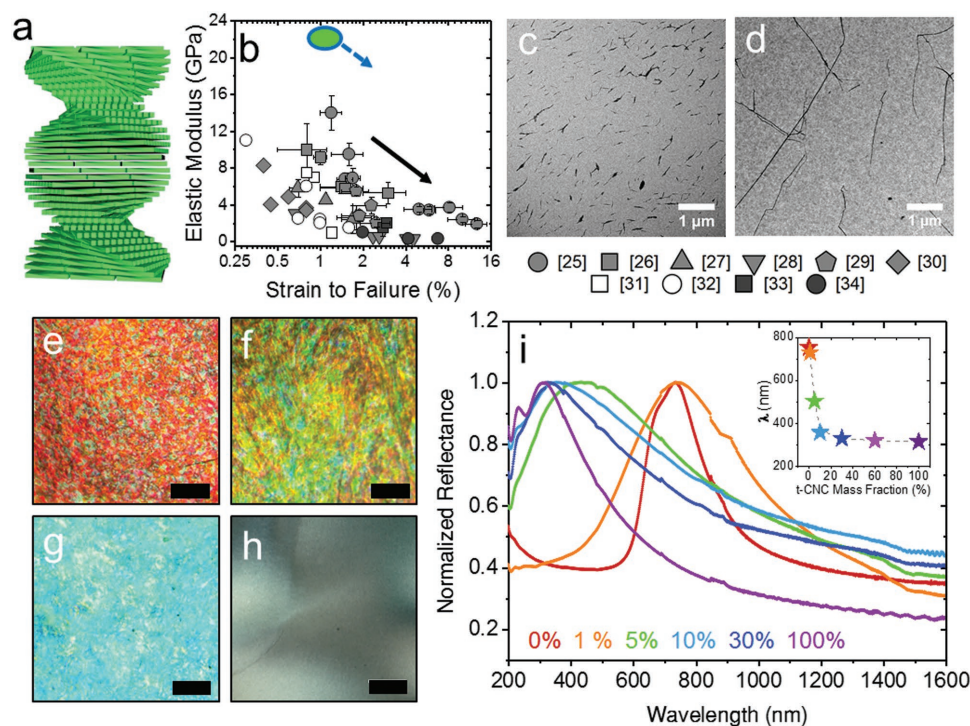 a
b
Elastic Modulus (GPa)
24
20
16
12
8
4
0
0.25 0.5 1 2 4 8 16
Strain to Failure (%)
c
1 µm
d
1 µm
[25] [26] [27] [28] [29] [30]
[31] [32] [33] [34]
e
f
g
h
i
Normalized Reflectance
1.2
1.0
0.8
0.6
0.4
0.2
200 400 600 800 1000 1200 1400 1600
Wavelength (nm)
0% 1 % 5% 10% 30% 100%
λ (nm)
800
600
400
200
0 20 40 60 80 100
t-CNC Mass Fraction (%)